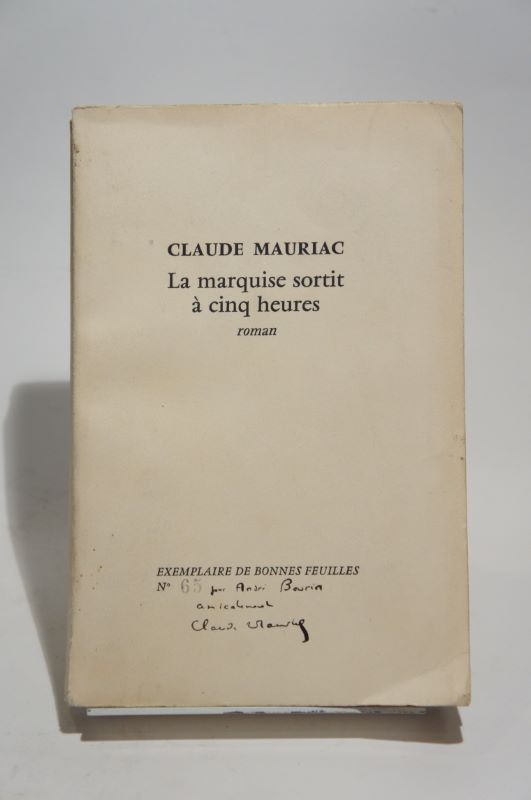 CLAUDE MAURIAC
La marquise sortit
à cinq heures
roman
EXEMPLAIRE DE BONNES FEUILLES
N° 65 pour André Bourin
amicalement
Claude Mauriac